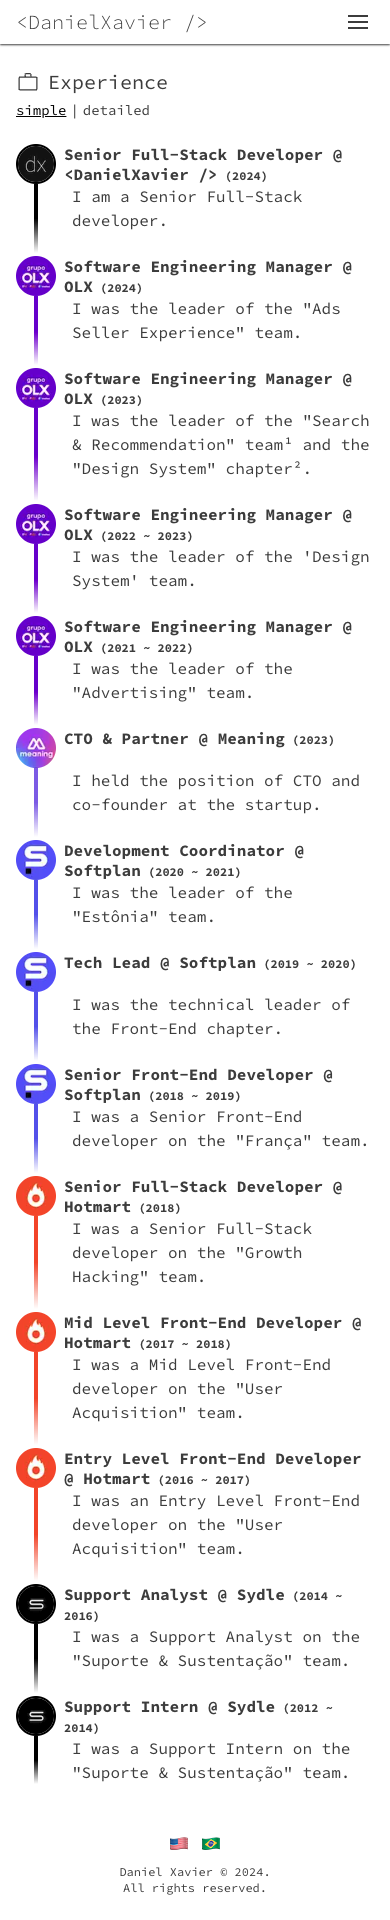 <DanielXavier />
Experience
simple | detailed
dx
Senior Full-Stack Developer @
<DanielXavier /> (2024)
I am a Senior Full-Stack
developer.
grupo
OLX
Software Engineering Manager @
OLX (2024)
I was the leader of the "Ads
Seller Experience" team.
grupo
OLX
Software Engineering Manager @
OLX (2023)
I was the leader of the "Search
& Recommendation" team¹ and the
"Design System" chapter².
grupo
OLX
Software Engineering Manager @
OLX (2022 ~ 2023)
I was the leader of the 'Design
System' team.
grupo
OLX
Software Engineering Manager @
OLX (2021 ~ 2022)
I was the leader of the
"Advertising" team.
meaning
CTO & Partner @ Meaning (2023)
I held the position of CTO and
co-founder at the startup.
Development Coordinator @
Softplan (2020 ~ 2021)
I was the leader of the
"Estônia" team.
Tech Lead @ Softplan (2019 ~ 2020)
I was the technical leader of
the Front-End chapter.
Senior Front-End Developer @
Softplan (2018 ~ 2019)
I was a Senior Front-End
developer on the "França" team.
Senior Full-Stack Developer @
Hotmart (2018)
I was a Senior Full-Stack
developer on the "Growth
Hacking" team.
Mid Level Front-End Developer @
Hotmart (2017 ~ 2018)
I was a Mid Level Front-End
developer on the "User
Acquisition" team.
Entry Level Front-End Developer
@ Hotmart (2016 ~ 2017)
I was an Entry Level Front-End
developer on the "User
Acquisition" team.
Support Analyst @ Sydle (2014 ~
2016)
I was a Support Analyst on the
"Suporte & Sustentação" team.
Support Intern @ Sydle (2012 ~
2014)
I was a Support Intern on the
"Suporte & Sustentação" team.
Daniel Xavier © 2024.
All rights reserved.